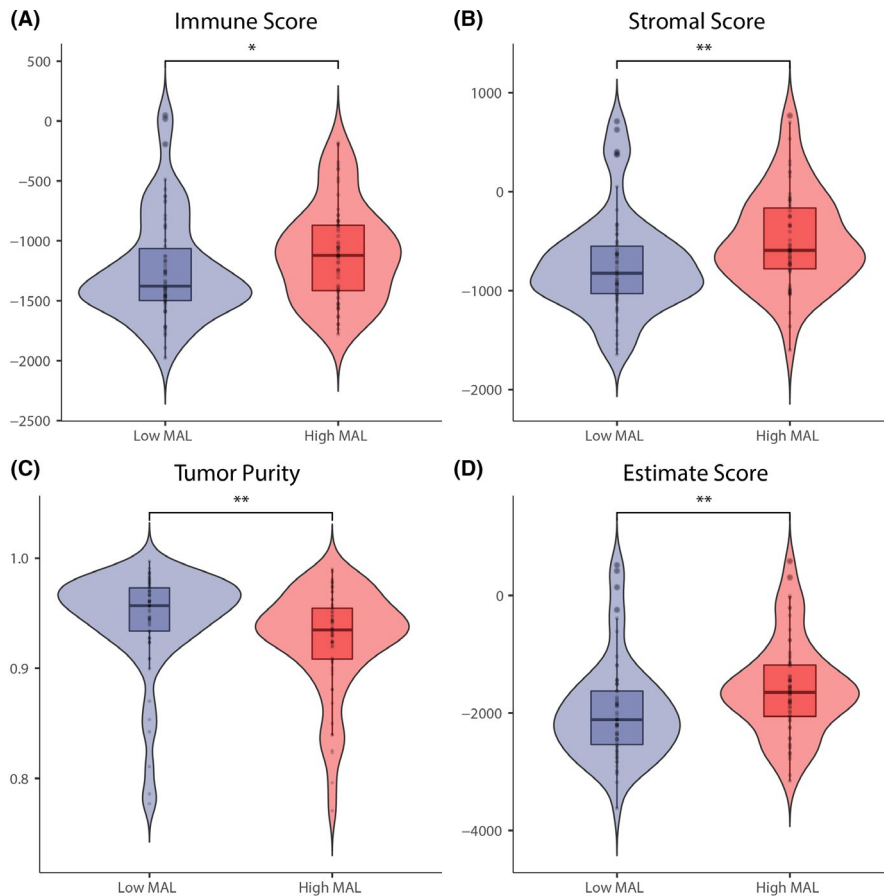 (A)
Immune Score
*
500
0
−500
−1000
−1500
−2000
−2500
Low MAL
High MAL
(B)
Stromal Score
**
1000
0
−1000
−2000
Low MAL
High MAL
(C)
Tumor Purity
**
1.0
0.9
0.8
Low MAL
High MAL
(D)
Estimate Score
**
0
−2000
−4000
Low MAL
High MAL